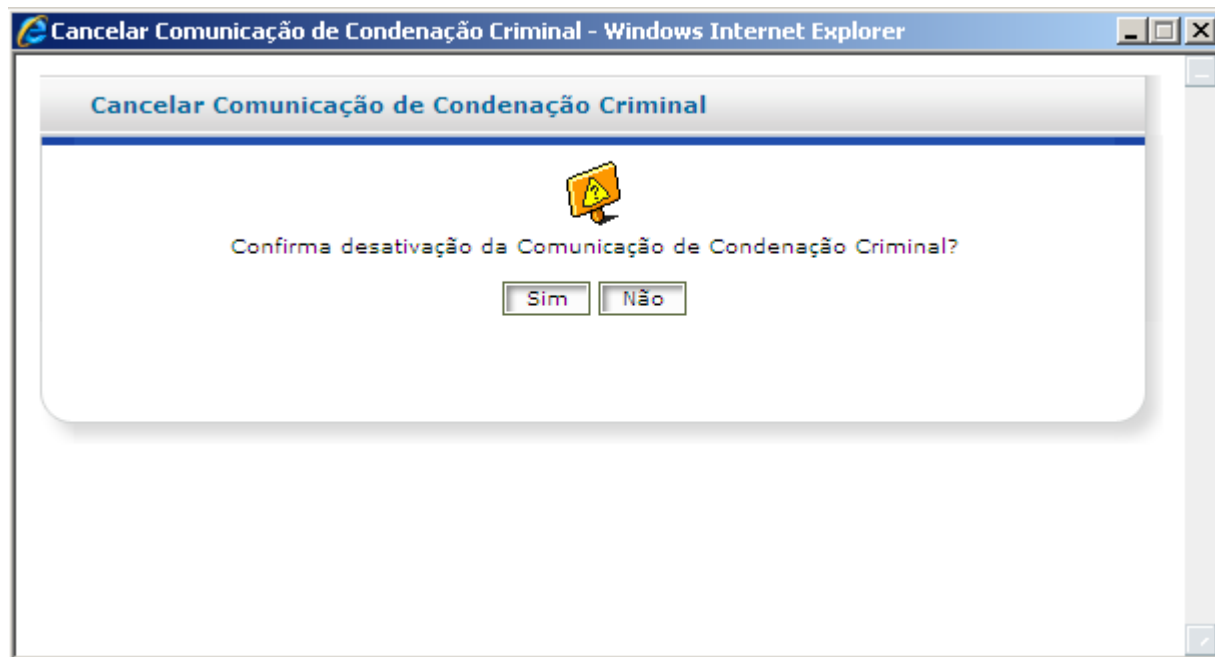 Cancelar Comunicação de Condenação Criminal - Windows Internet Explorer
Cancelar Comunicação de Condenação Criminal
Confirma desativação da Comunicação de Condenação Criminal?
Sim Não